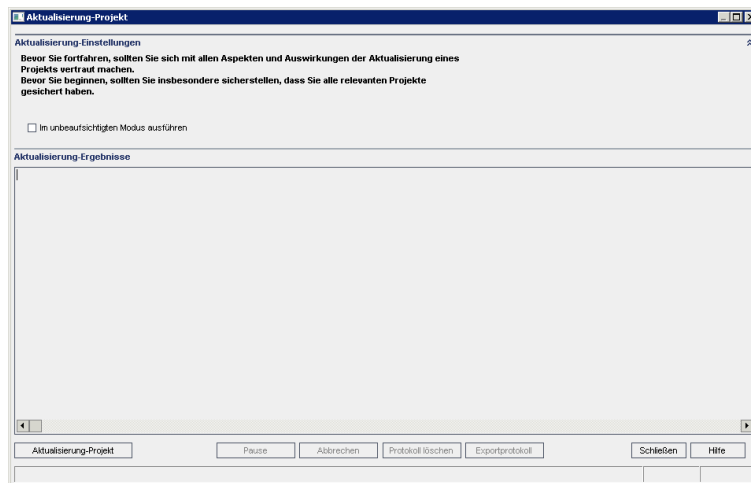 Aktualisierung-Projekt
Aktualisierung-Einstellungen
Bevor Sie fortfahren, sollten Sie sich mit allen Aspekten und Auswirkungen der Aktualisierung eines
Projekts vertraut machen.
Bevor Sie beginnen, sollten Sie insbesondere sicherstellen, dass Sie alle relevanten Projekte
gesichert haben.
Im unbeaufsichtigten Modus ausführen
Aktualisierung-Ergebnisse
Aktualisierung-Projekt Pause Abbrechen Protokoll löschen Exportprotokoll Schließen Hilfe